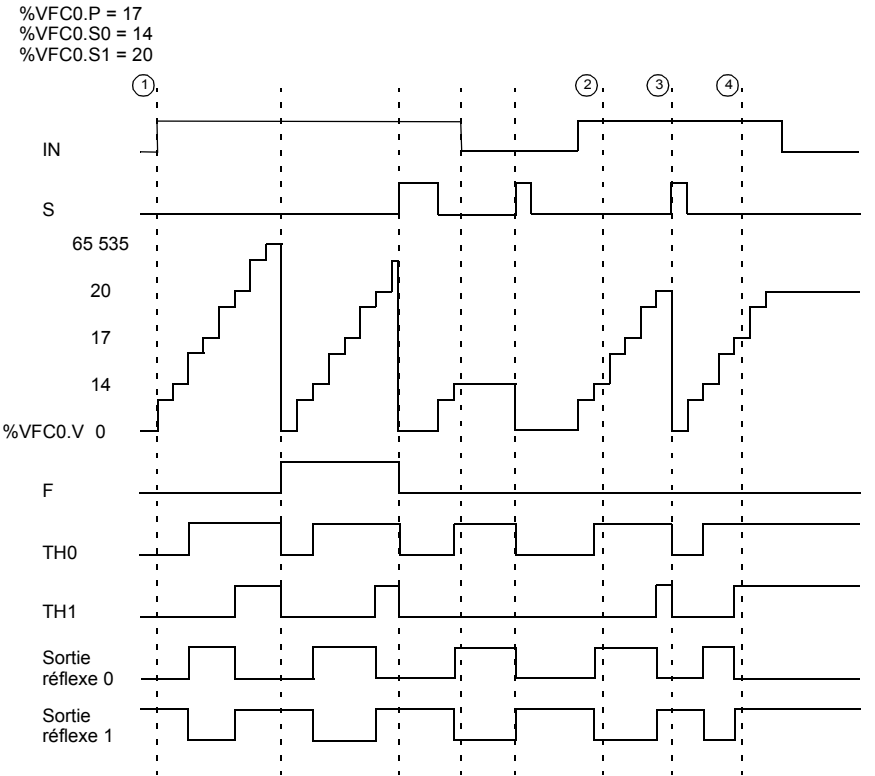 %VFC0.P = 17
%VFC0.S0 = 14
%VFC0.S1 = 20
1 2 3 4
IN
S
65 535
20
17
14
%VFC0.V 0
F
TH0
TH1
Sortie
réflexe 0
Sortie
réflexe 1